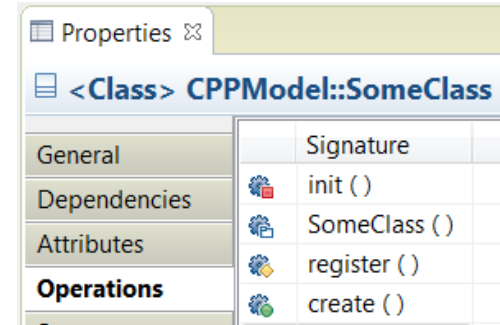 Properties
<Class> CPPModel::SomeClass
General
Dependencies
Attributes
Operations
Signature
init ( )
SomeClass ( )
register ( )
create ( )